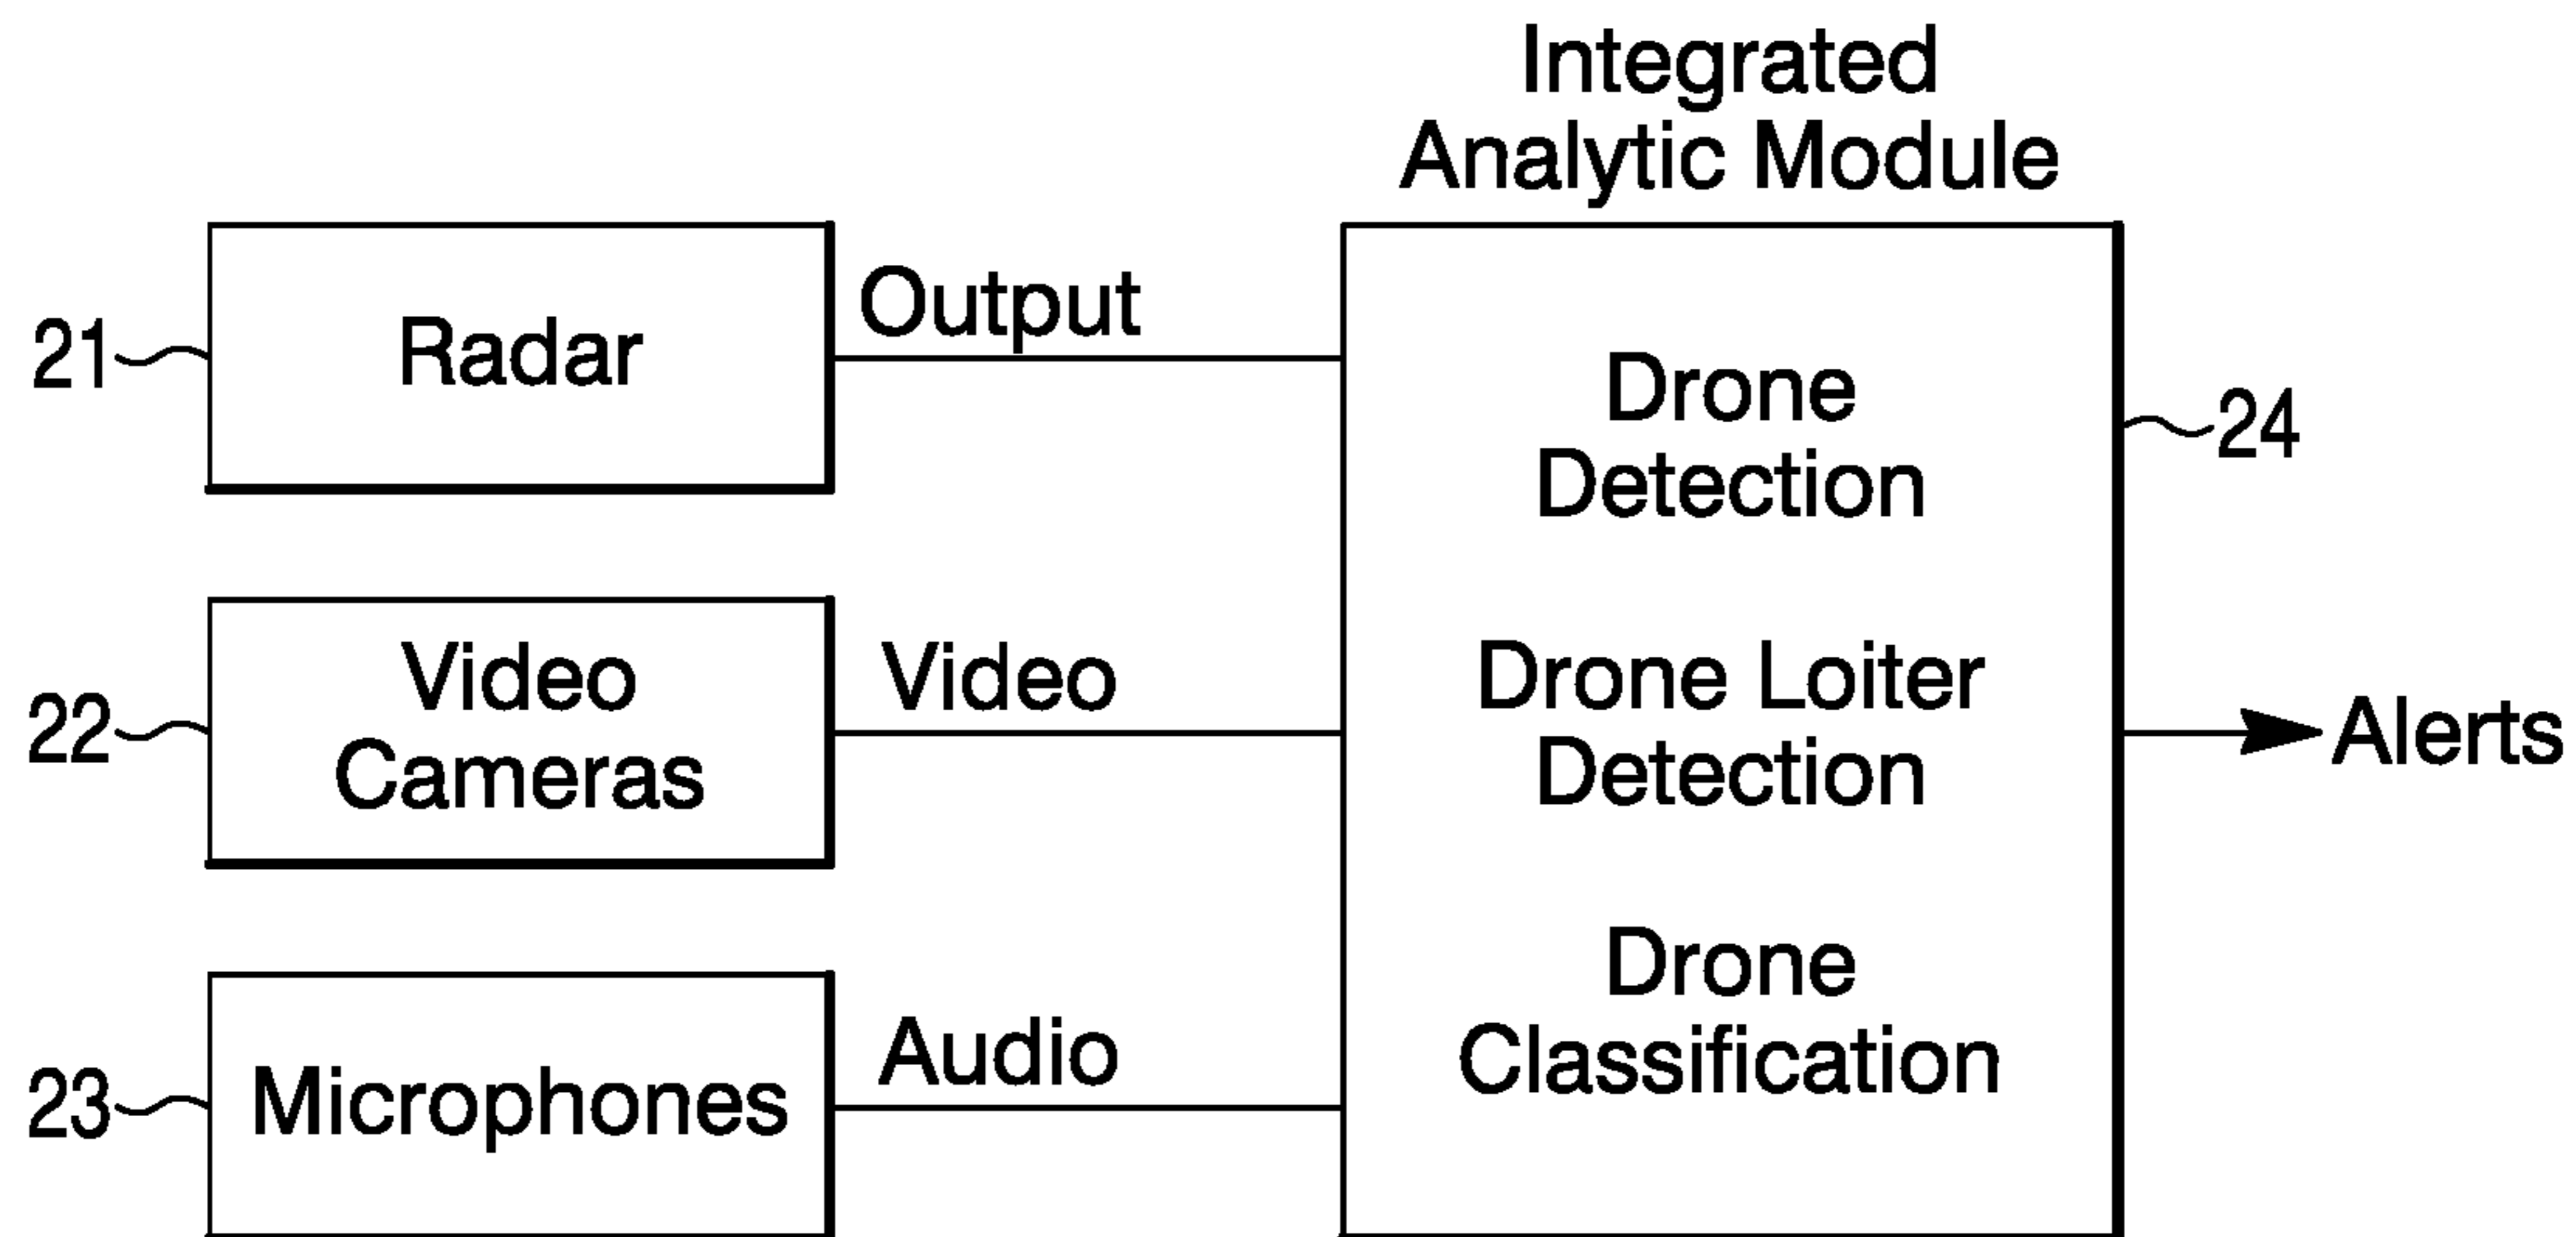 Integrated
Analytic Module
21
Radar
Output
22
Video
Cameras
Video
23
Microphones
Audio
Drone
Detection
Drone Loiter
Detection
Drone
Classification
24
Alerts